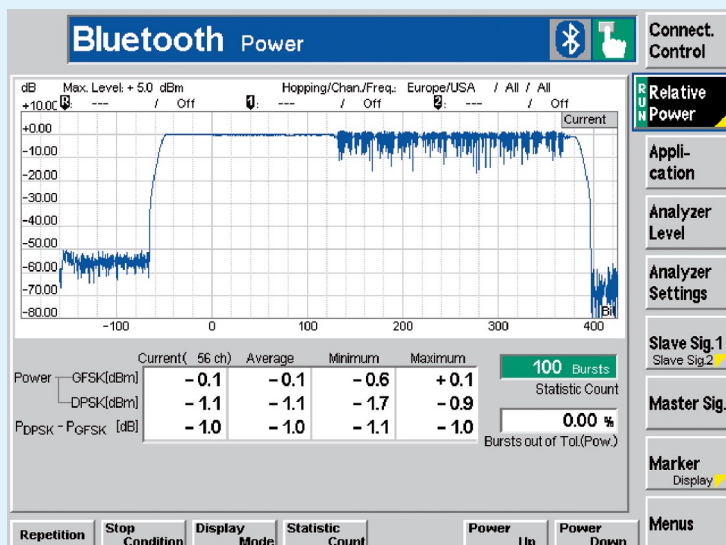 Bluetooth Power
Connect. Control
dB Max. Level: + 5.0 dBm Hopping/Chan./Freq.: Europe/USA / All / All
+10.00 R: --- / Off 1: --- / Off 2: --- / Off
Current
+0.00
-10.00
-20.00
-30.00
-40.00
-50.00
-60.00
-70.00
-80.00
Bit
-100 0 100 200 300 400
RUN
Relative Power
Appli-
cation
Analyzer Level
Analyzer Settings
Slave Sig.1
Slave Sig.2
Master Sig.
Marker
Display
Menus
Current( 56 ch) Average Minimum Maximum
Power GFSK[dBm] - 0.1 - 0.1 - 0.6 + 0.1
DPSK[dBm] - 1.1 - 1.1 - 1.7 - 0.9
PDPSK - PGFSK [dB] - 1.0 - 1.0 - 1.1 - 1.0
100 Bursts
Statistic Count
0.00 %
Bursts out of Tol.(Pow.)
Repetition
Stop Condition
Display Mode
Statistic Count
Power Up
Power Down